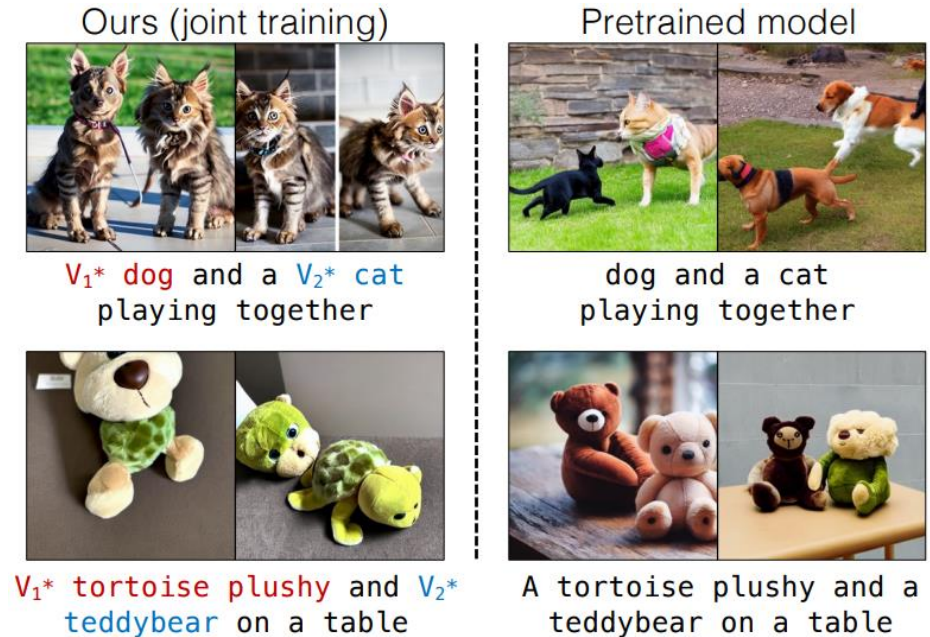 Ours (joint training)
Pretrained model
V₁* dog and a V₂* cat
playing together
dog and a cat
playing together
V₁* tortoise plushy and V₂*
teddybear on a table
A tortoise plushy and a
teddybear on a table